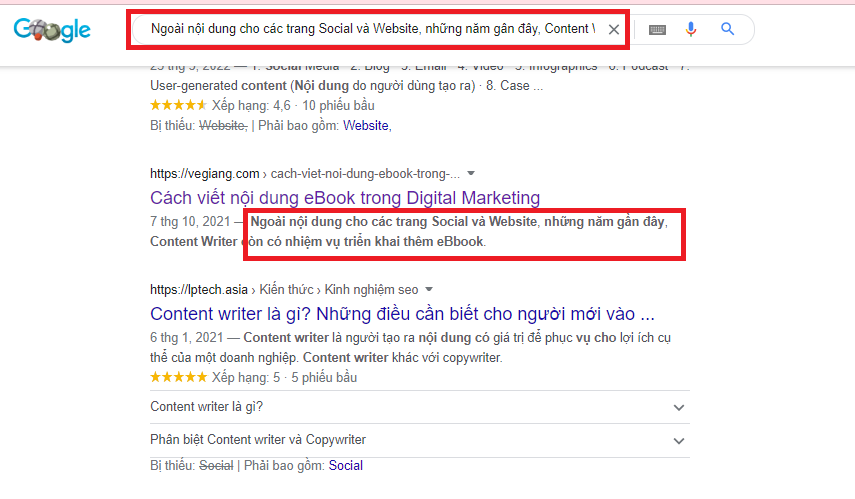 Google
Ngoài nội dung cho các trang Social và Website, những năm gần đây, Content W
25 thg 5, 2022 — 1. Social Media · 2. Blog · 3. Email · 4. Video · 5. Infographics · 6. Podcast · 7.
User-generated content (Nội dung do người dùng tạo ra) · 8. Case ...
Xếp hạng: 4,6 · 10 phiếu bầu
Bị thiếu: Website, | Phải bao gồm: Website,
https://vegiang.com › cach-viet-noi-dung-ebook-trong-...
Cách viết nội dung eBook trong Digital Marketing
7 thg 10, 2021 — Ngoài nội dung cho các trang Social và Website, những năm gần đây,
Content Writer còn có nhiệm vụ triển khai thêm eBbook.
https://lptech.asia › Kiến thức › Kinh nghiệm seo
Content writer là gì? Những điều cần biết cho người mới vào ...
6 thg 1, 2021 — Content writer là người tạo ra nội dung có giá trị để phục vụ cho lợi ích cụ
thể của một doanh nghiệp. Content writer khác với copywriter.
Xếp hạng: 5 · 5 phiếu bầu
Content writer là gì?
Phân biệt Content writer và Copywriter
Bị thiếu: Social | Phải bao gồm: Social